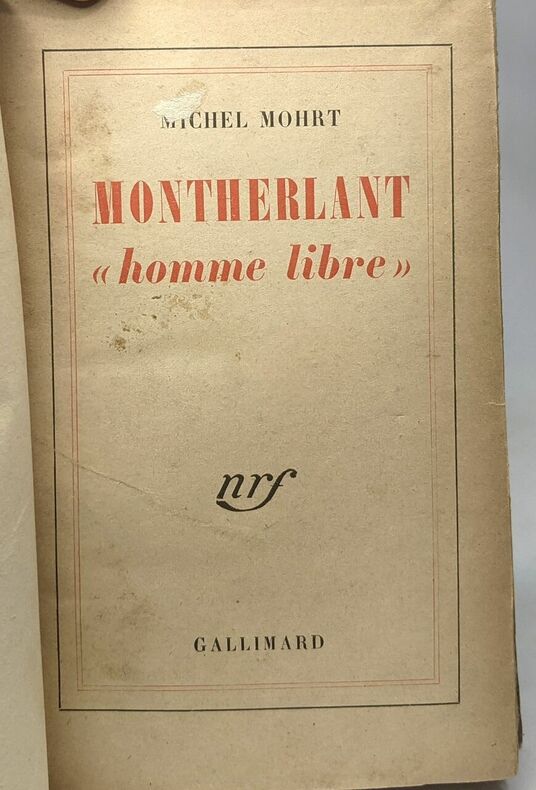 MICHEL MOHRT
MONTHERLANT
« homme libre »
nrf
GALLIMARD